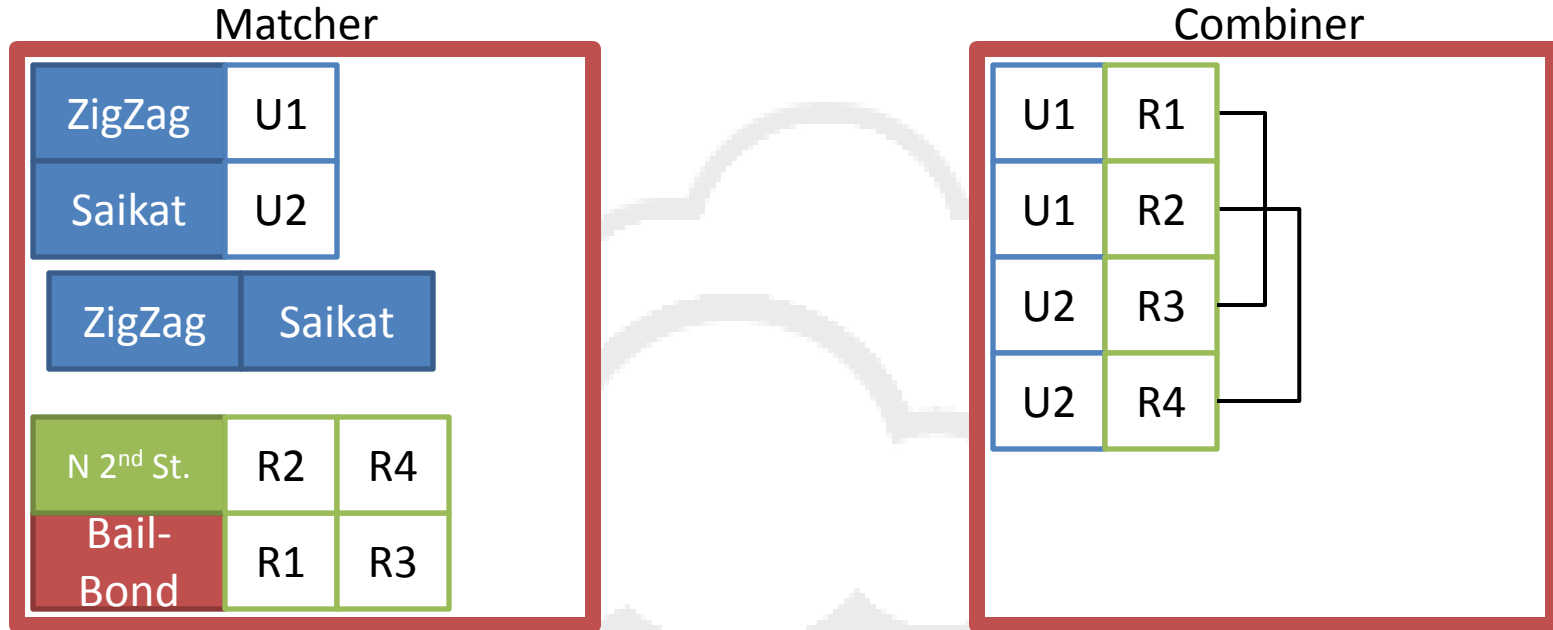 Matcher
ZigZag U1
Saikat U2
ZigZag Saikat
N 2nd St. R2 R4
Bail-
Bond
R1 R3
Combiner
U1 R1
U1 R2
U2 R3
U2 R4